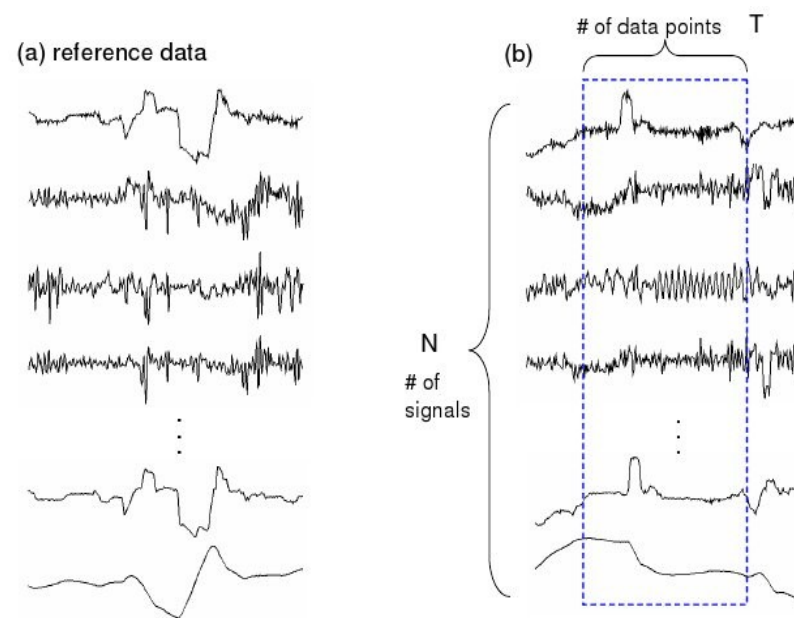 (a) reference data
(b)
# of data points T
N
# of
signals